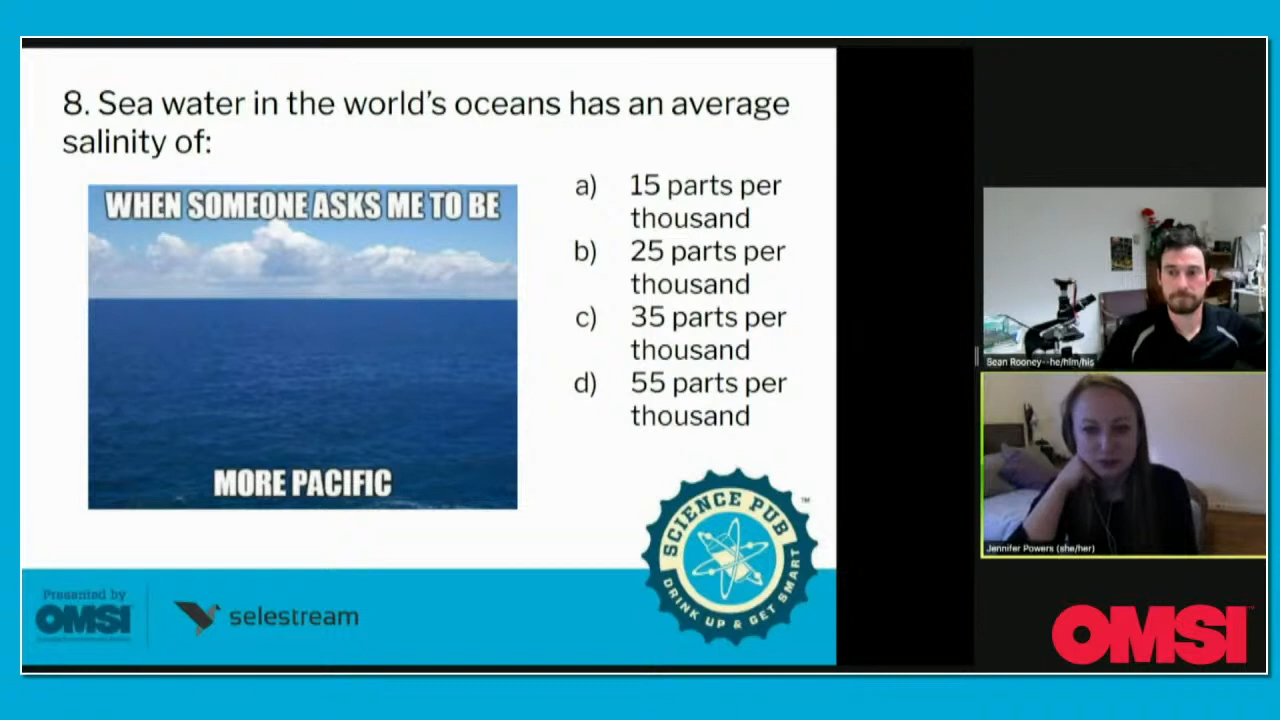 8. Sea water in the world's oceans has an average
salinity of:
WHEN SOMEONE ASKS ME TO BE
MORE PACIFIC
a) 15 parts per
thousand
b) 25 parts per
thousand
c) 35 parts per
thousand
d) 55 parts per
thousand
SCIENCE PUB
DRINK UP & GET SMART
TM
Presented by
OMSI
selestream
Sean Rooney--he/him/his
Jennifer Powers (she/her)
OMSI